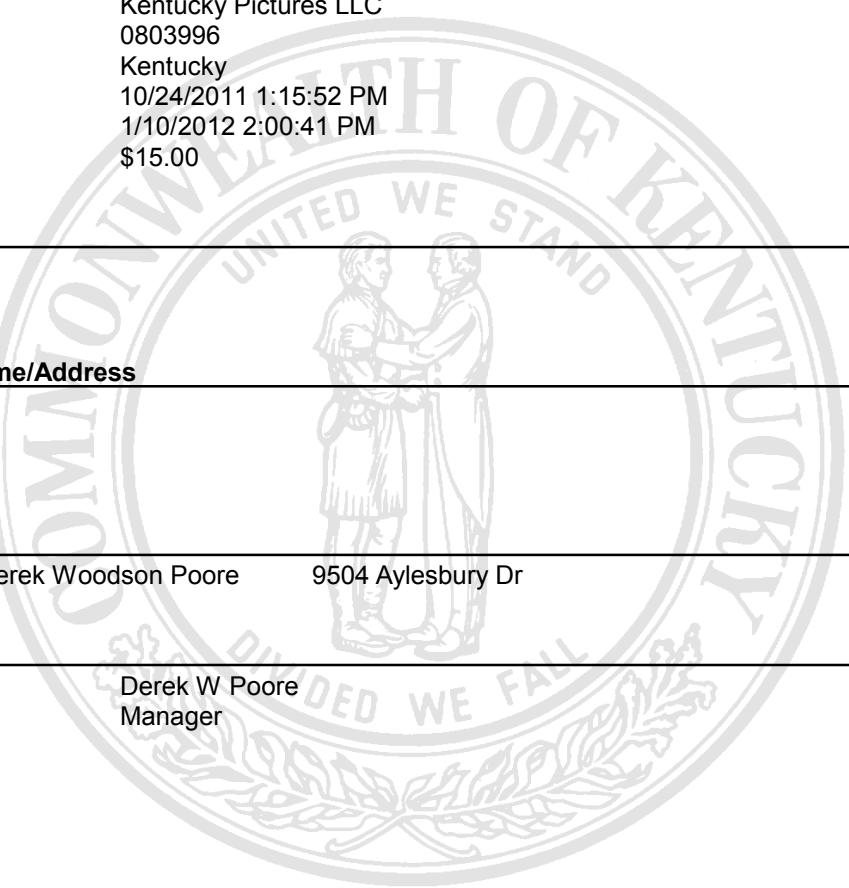 Kentucky Pictures LLC
0803996
Kentucky
10/24/2011 1:15:52 PM
1/10/2012 2:00:41 PM
$15.00
COMMONWEALTH OF KENTUCKY
UNITED WE STAND
me/Address
erek Woodson Poore 9504 Aylesbury Dr
DIVIDED WE FALL
Derek W Poore
Manager